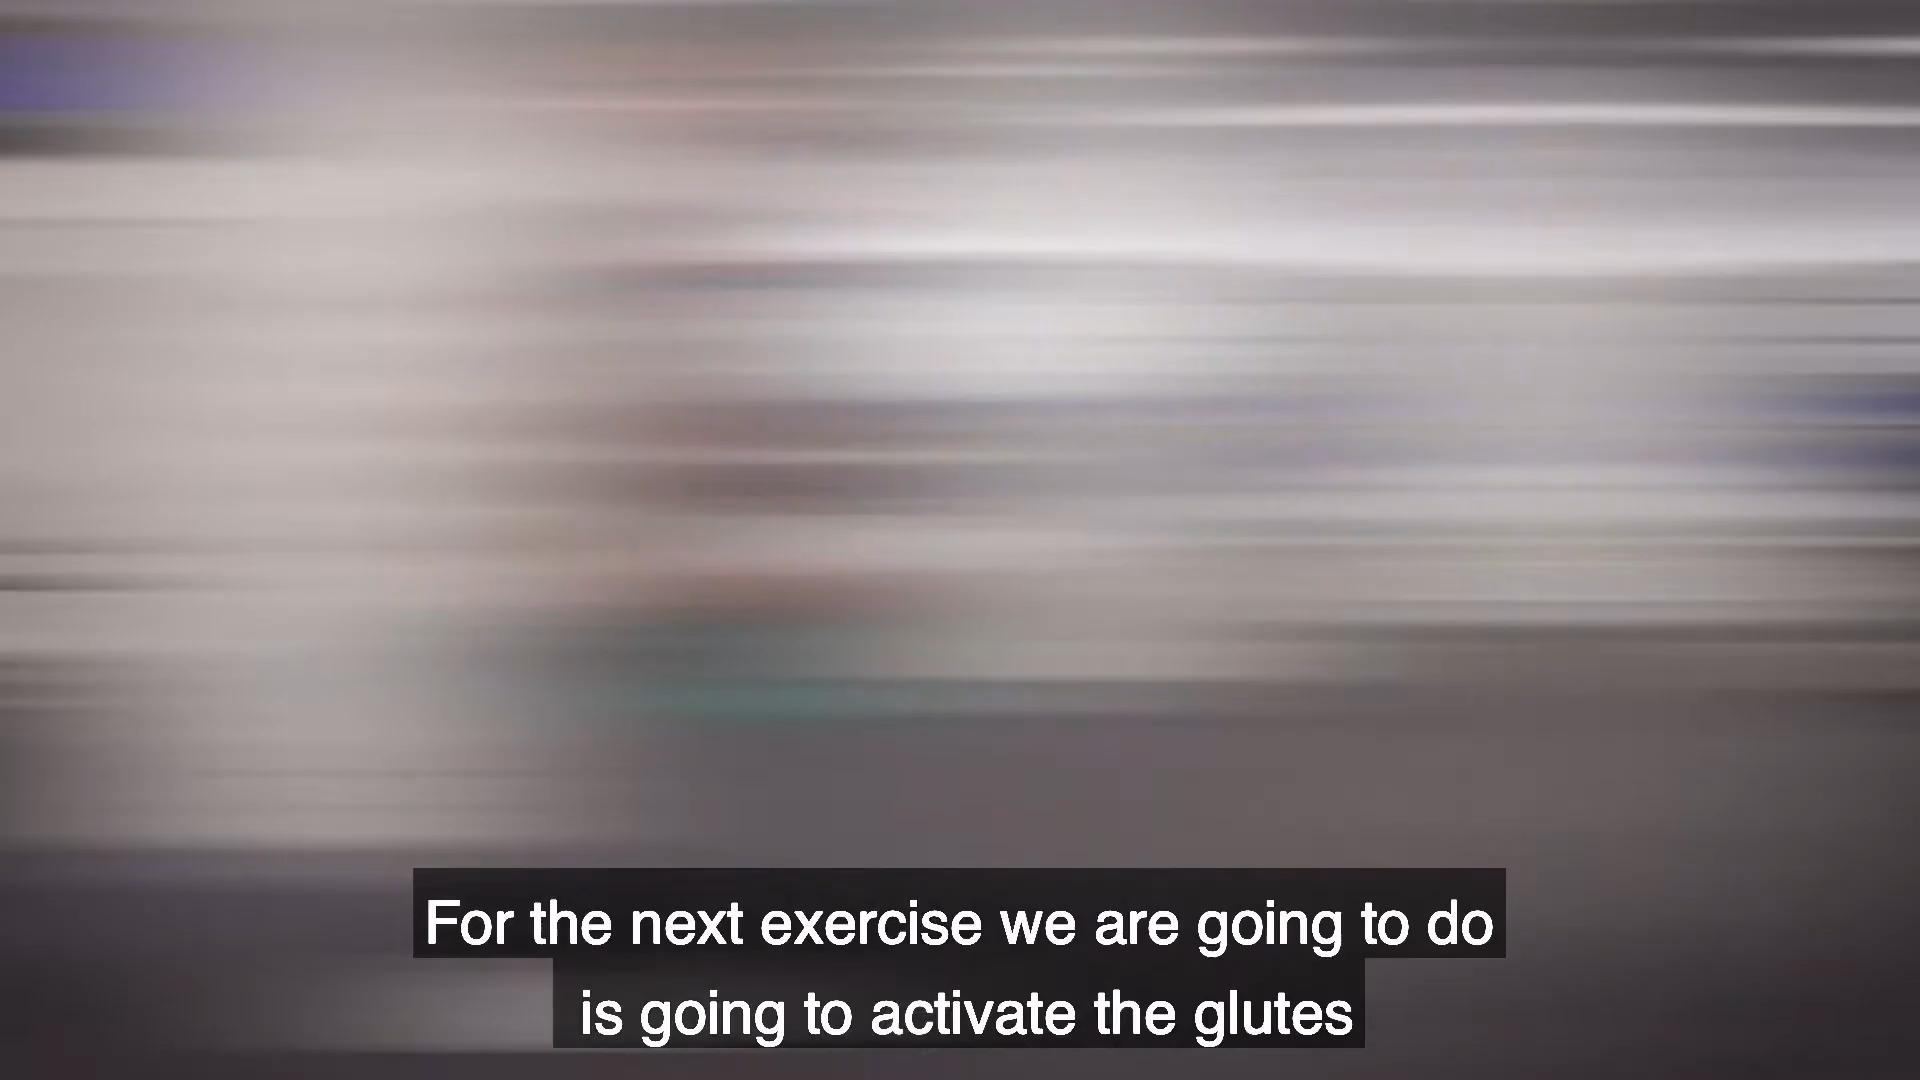 For the next exercise we are going to do
is going to activate the glutes